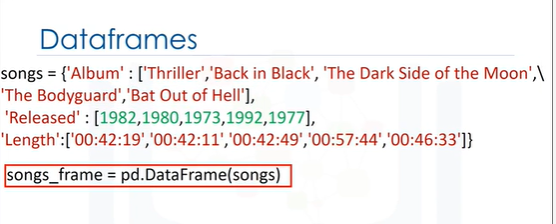 Dataframes
songs = {'Album' : ['Thriller','Back in Black', 'The Dark Side of the Moon',\
'The Bodyguard','Bat Out of Hell'],
'Released' : [1982,1980,1973,1992,1977],
'Length':['00:42:19','00:42:11','00:42:49','00:57:44','00:46:33']}
songs_frame = pd.DataFrame(songs)